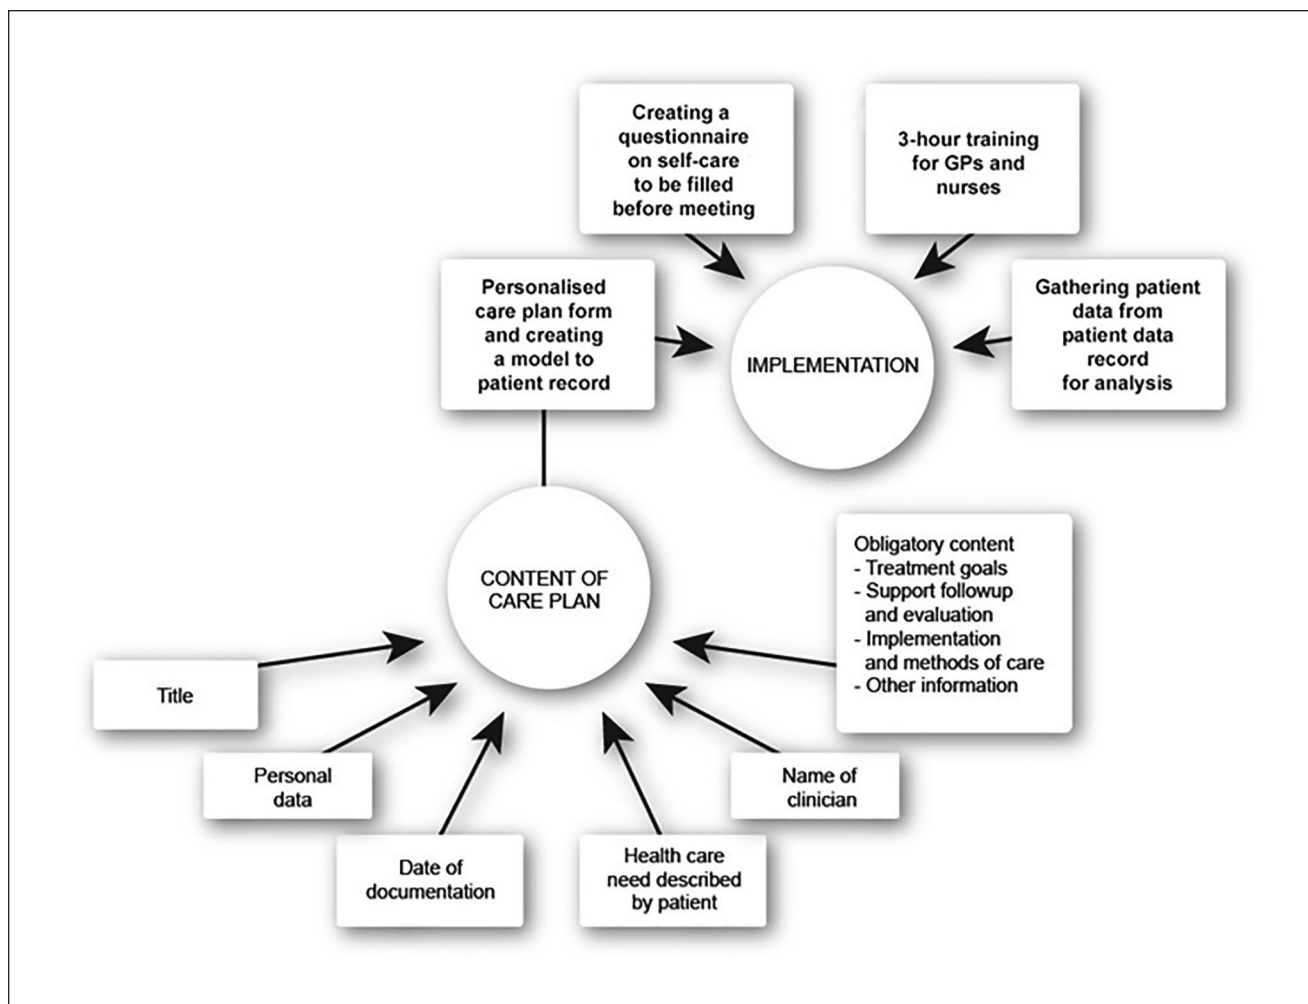 Creating a
questionnaire
on self-care
to be filled
before meeting
3-hour training
for GPs and
nurses
Personalised
care plan form
and creating
a model to
patient record
IMPLEMENTATION
Gathering patient
data from
patient data
record
for analysis
CONTENT OF
CARE PLAN
Obligatory content
- Treatment goals
- Support followup
and evaluation
- Implementation
and methods of care
- Other information
Title
Personal
data
Date of
documentation
Health care
need described
by patient
Name of
clinician